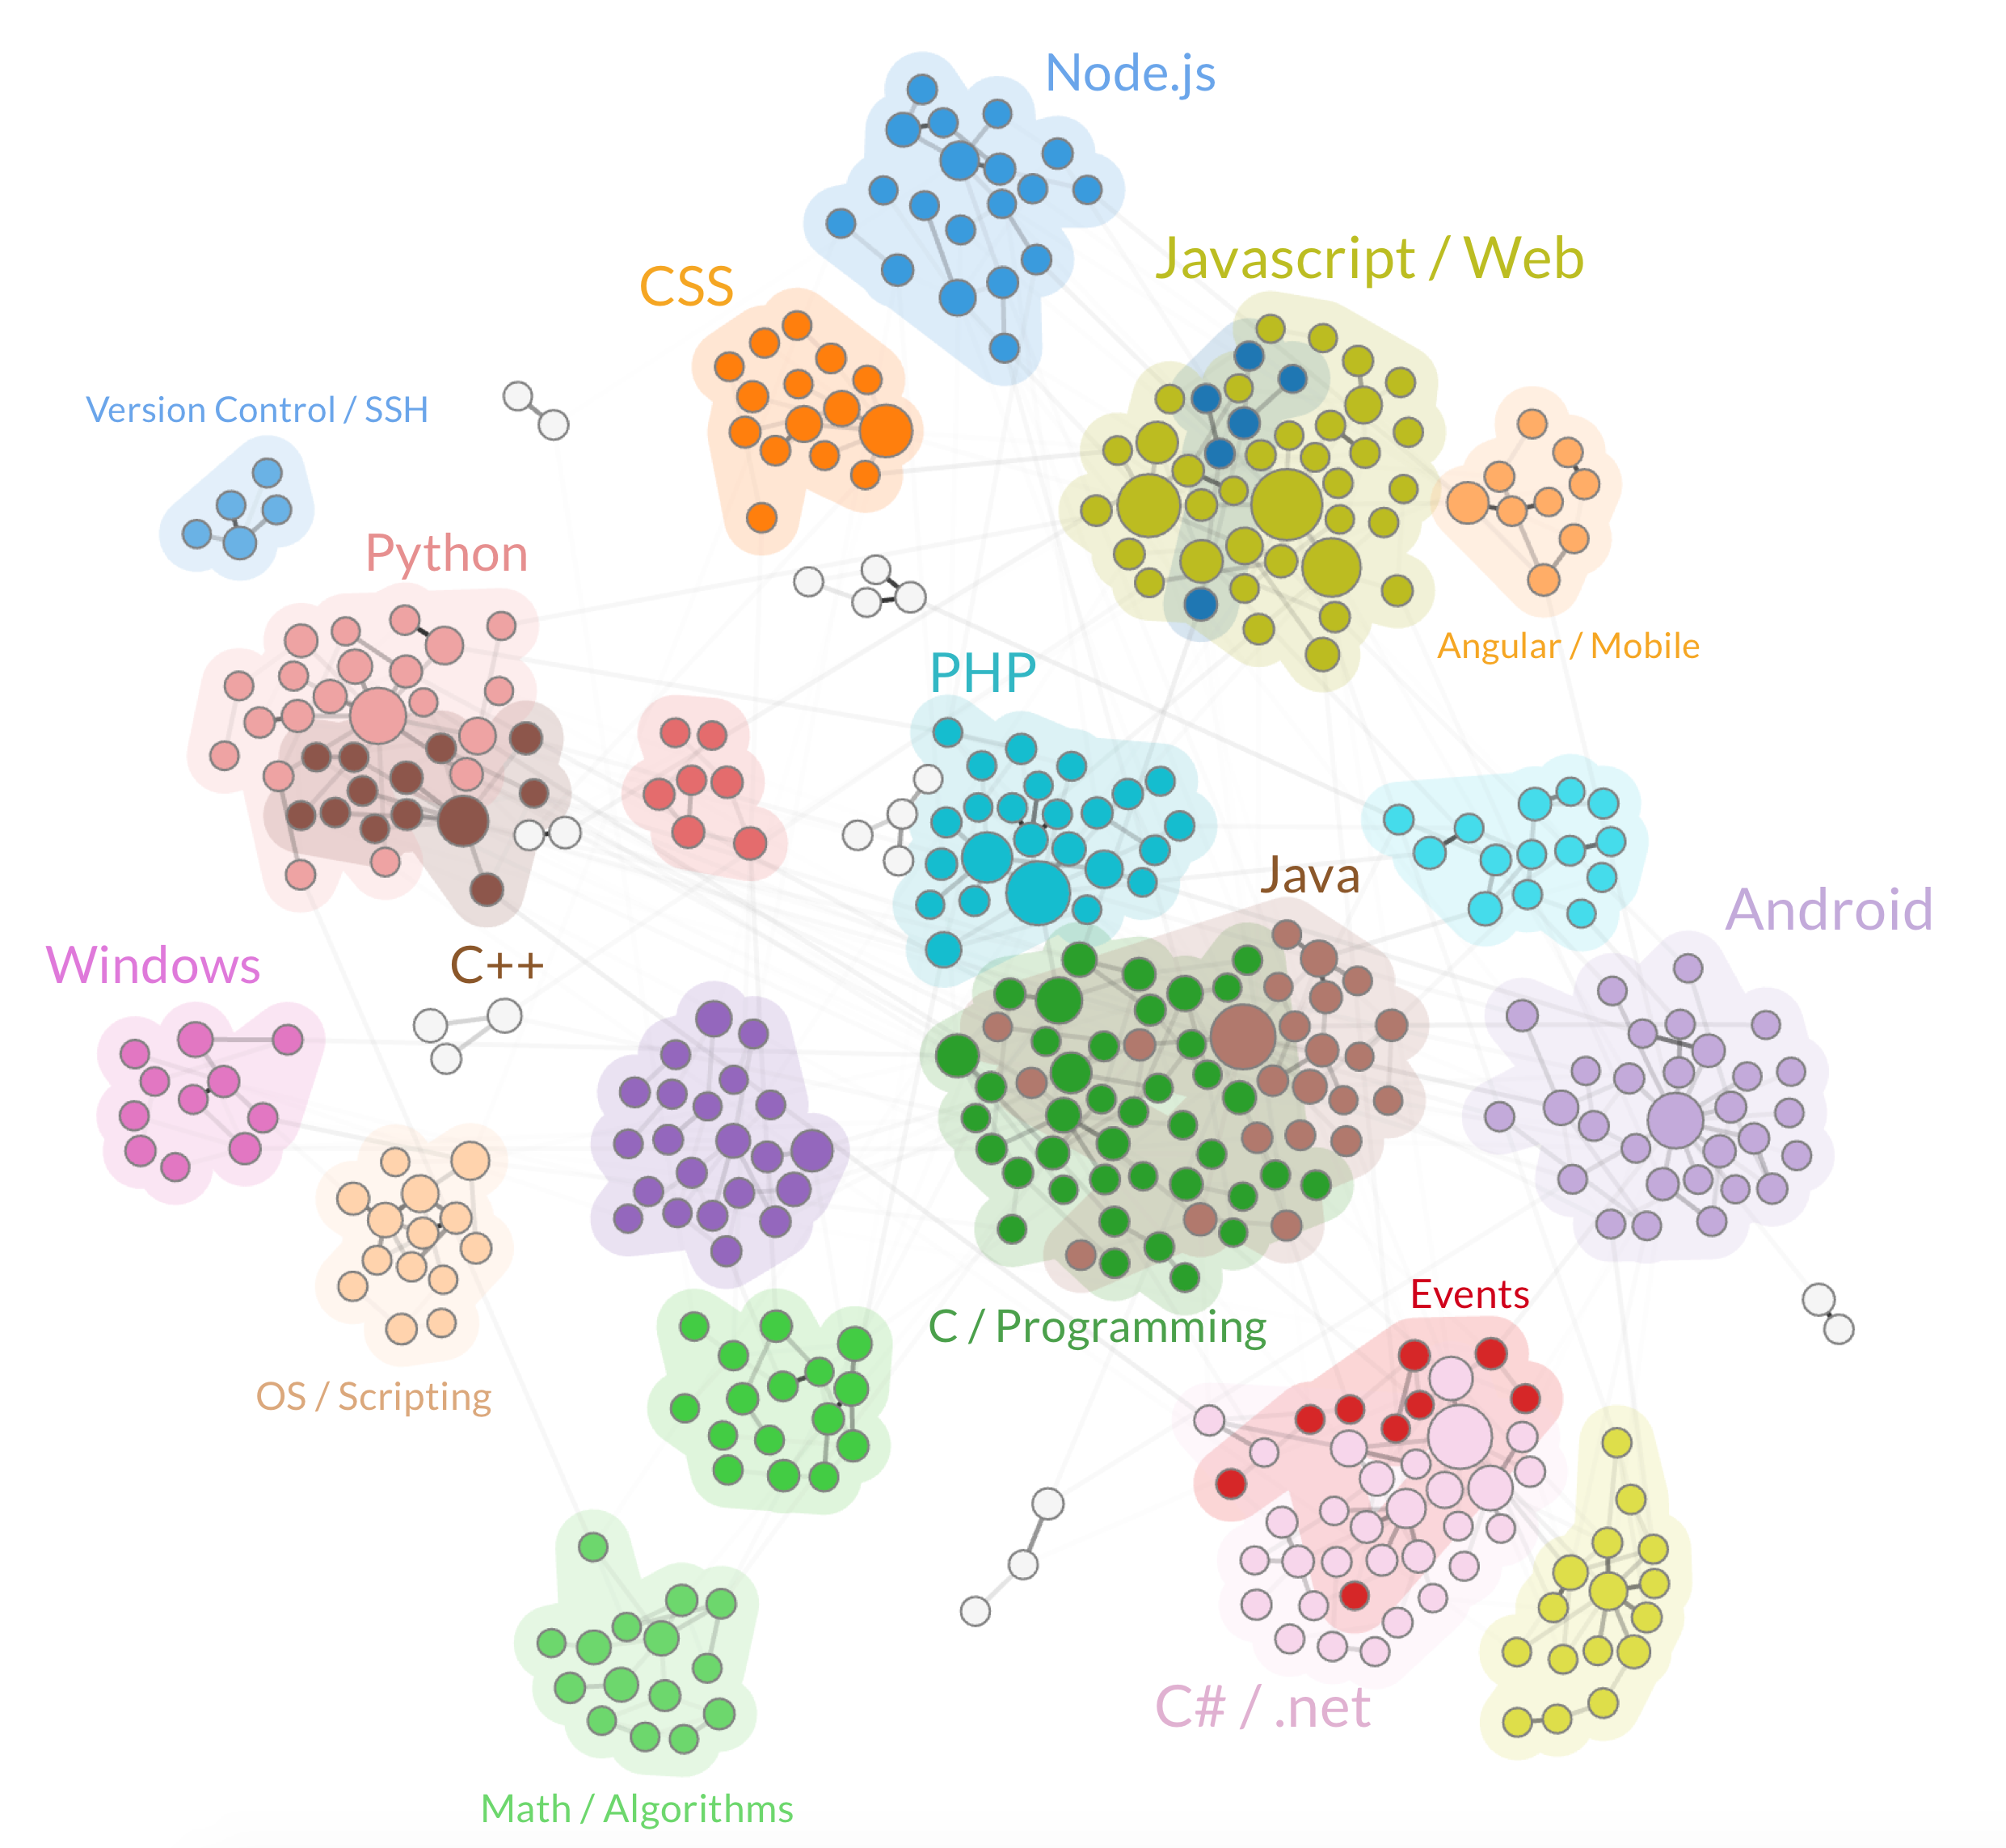 Node.js
Javascript / Web
CSS
Version Control / SSH
Python
Angular / Mobile
PHP
Java
Android
Windows
C++
Events
C / Programming
OS / Scripting
C# / .net
Math / Algorithms